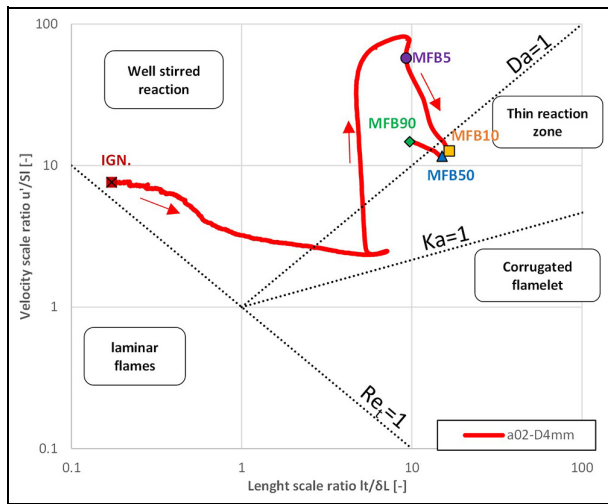 100
10
1
0.1
Velocity scale ratio u'/Sl [-]
Well stirred
reaction
IGN.
MFB5
MFB90
MFB10
MFB50
Da=1
Thin reaction
zone
Ka=1
Corrugated
flamelet
laminar
flames
Ret=1
a02-D4mm
0.1
1
10
100
Lenght scale ratio lt/δL [-]